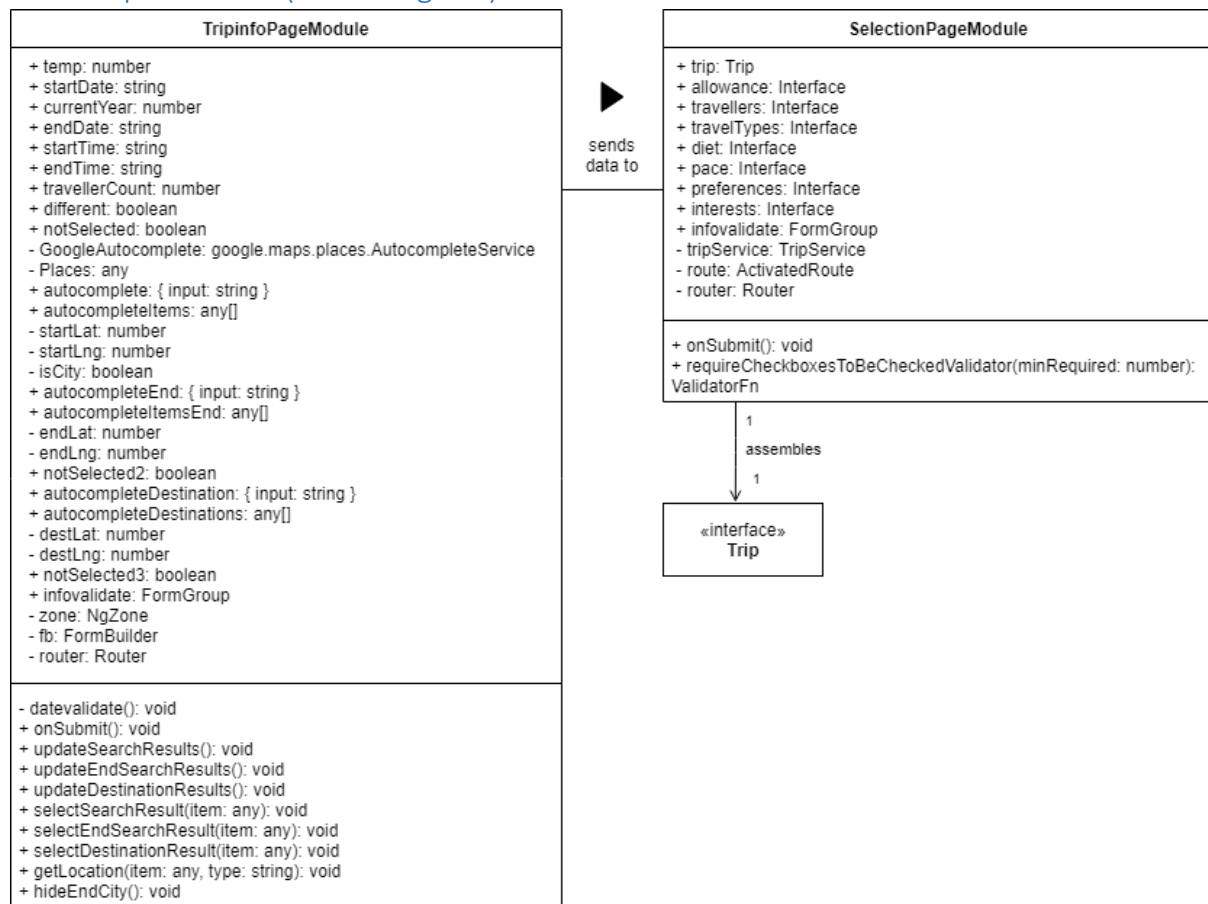 TripinfoPageModule
+ temp: number
+ startDate: string
+ currentYear: number
+ endDate: string
+ startTime: string
+ endTime: string
+ travellerCount: number
+ different: boolean
+ notSelected: boolean
- GoogleAutocomplete: google.maps.places.AutocompleteService
- Places: any
+ autocomplete: { input: string }
+ autocompleteItems: any[]
- startLat: number
- startLng: number
- isCity: boolean
+ autocompleteEnd: { input: string }
+ autocompleteItemsEnd: any[]
- endLat: number
- endLng: number
+ notSelected2: boolean
+ autocompleteDestination: { input: string }
+ autocompleteDestinations: any[]
- destLat: number
- destLng: number
+ notSelected3: boolean
+ infovalidate: FormGroup
- zone: NgZone
- fb: FormBuilder
- router: Router
- datevalidate(): void
+ onSubmit(): void
+ updateSearchResults(): void
+ updateEndSearchResults(): void
+ updateDestinationResults(): void
+ selectSearchResult(item: any): void
+ selectEndSearchResult(item: any): void
+ selectDestinationResult(item: any): void
+ getLocation(item: any, type: string): void
+ hideEndCity(): void
sends
data to
SelectionPageModule
+ trip: Trip
+ allowance: Interface
+ travellers: Interface
+ travelTypes: Interface
+ diet: Interface
+ pace: Interface
+ preferences: Interface
+ interests: Interface
+ infovalidate: FormGroup
- tripService: TripService
- route: ActivatedRoute
- router: Router
+ onSubmit(): void
+ requireCheckboxesToBeCheckedValidator(minRequired: number):
ValidatorFn
1
assembles
1
«interface»
Trip